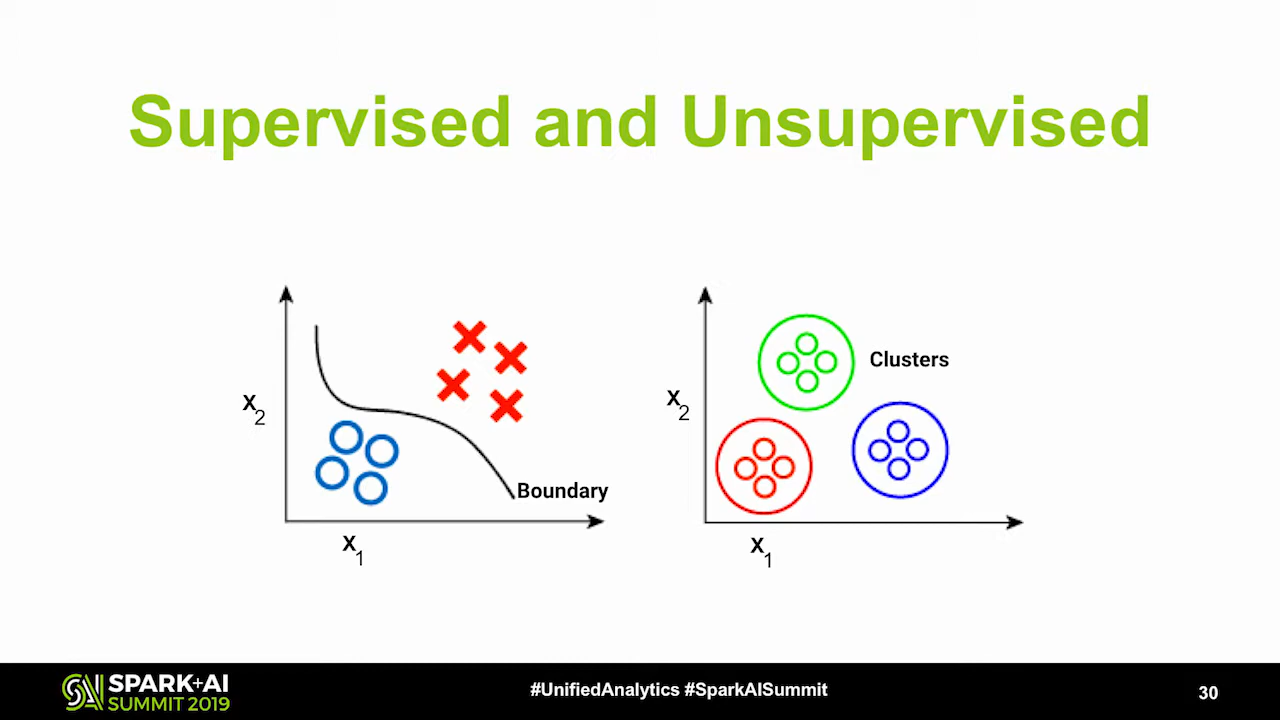 Supervised and Unsupervised
x2
Boundary
x1
Clusters
x2
x1
SPARK+AI
SUMMIT 2019
#UnifiedAnalytics #SparkAISummit
30